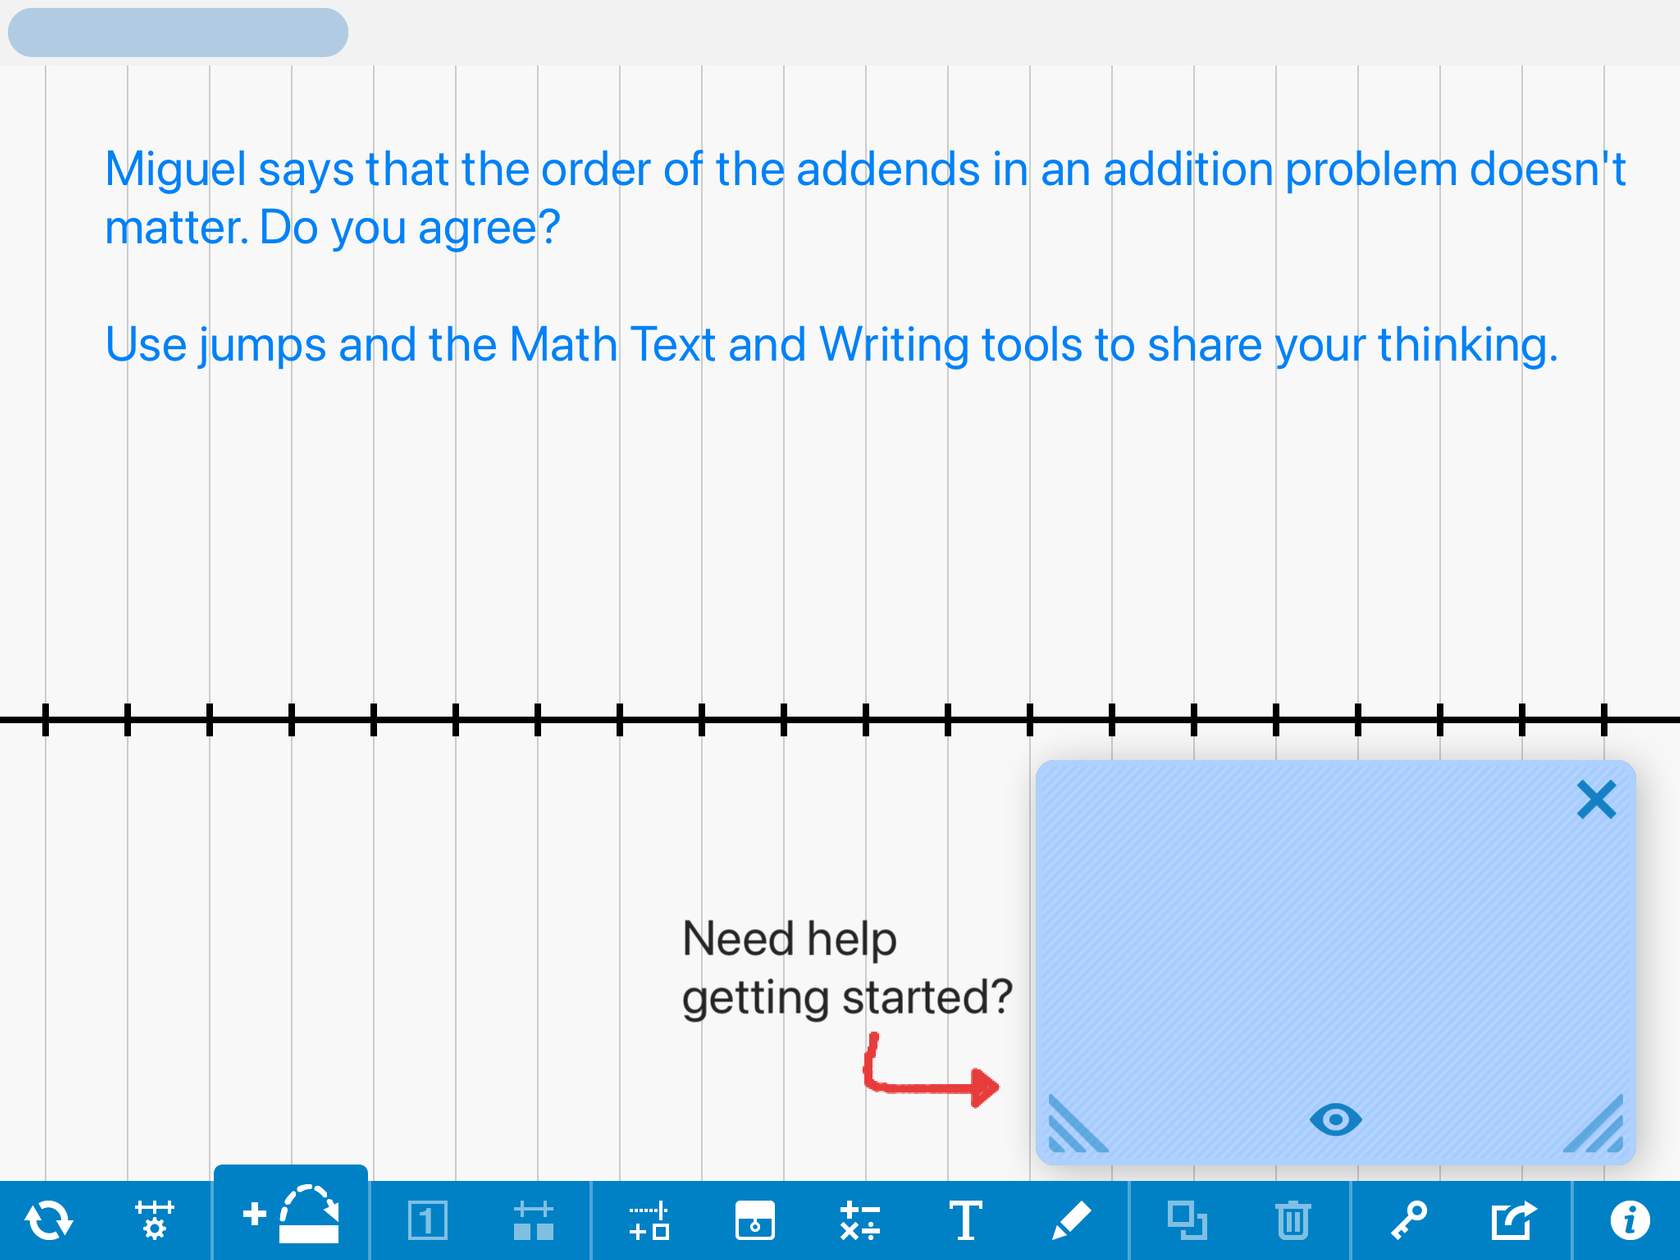 Miguel says that the order of the addends in an addition problem doesn't
matter. Do you agree?
Use jumps and the Math Text and Writing tools to share your thinking.
Need help
getting started?
1
T
i